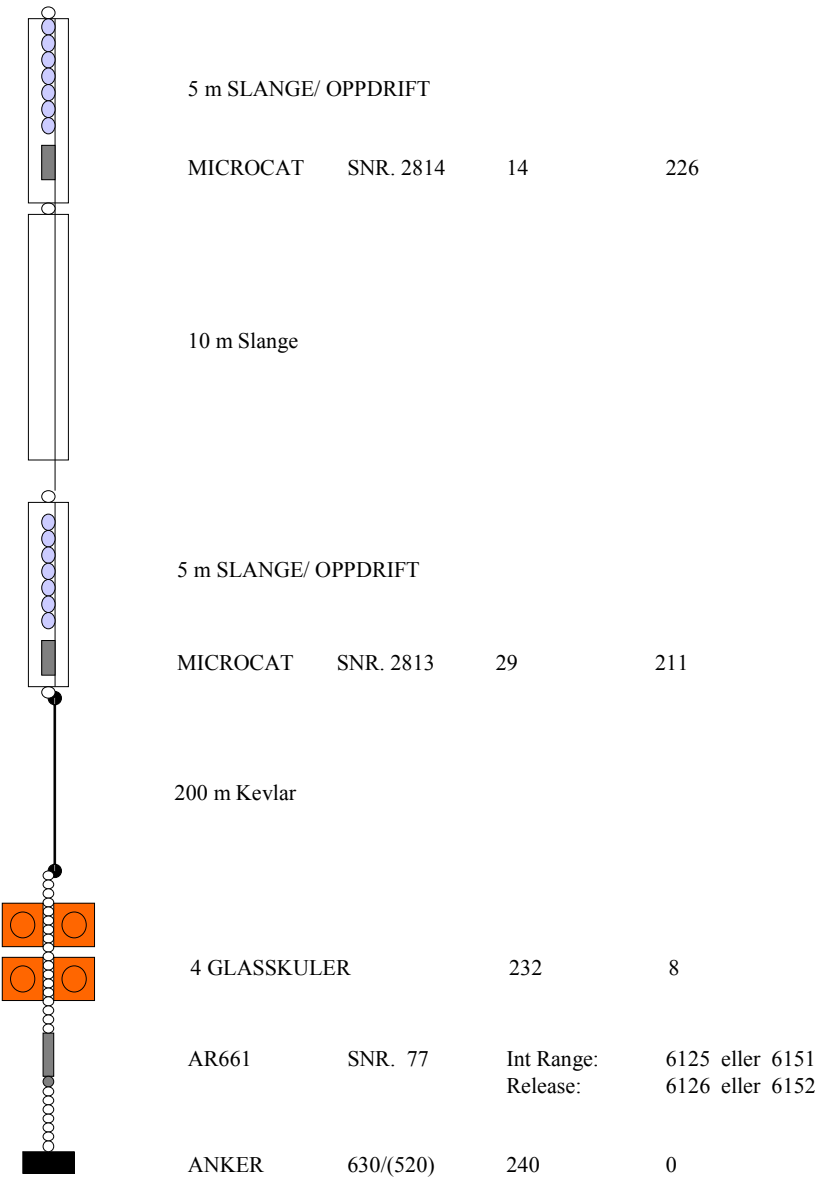 5 m SLANGE/ OPPDRIFT
MICROCAT SNR. 2814 14 226
10 m Slange
5 m SLANGE/ OPPDRIFT
MICROCAT SNR. 2813 29 211
200 m Kevlar
4 GLASSKULER 232 8
AR661 SNR. 77 Int Range: 6125 eller 6151
Release: 6126 eller 6152
ANKER 630/(520) 240 0